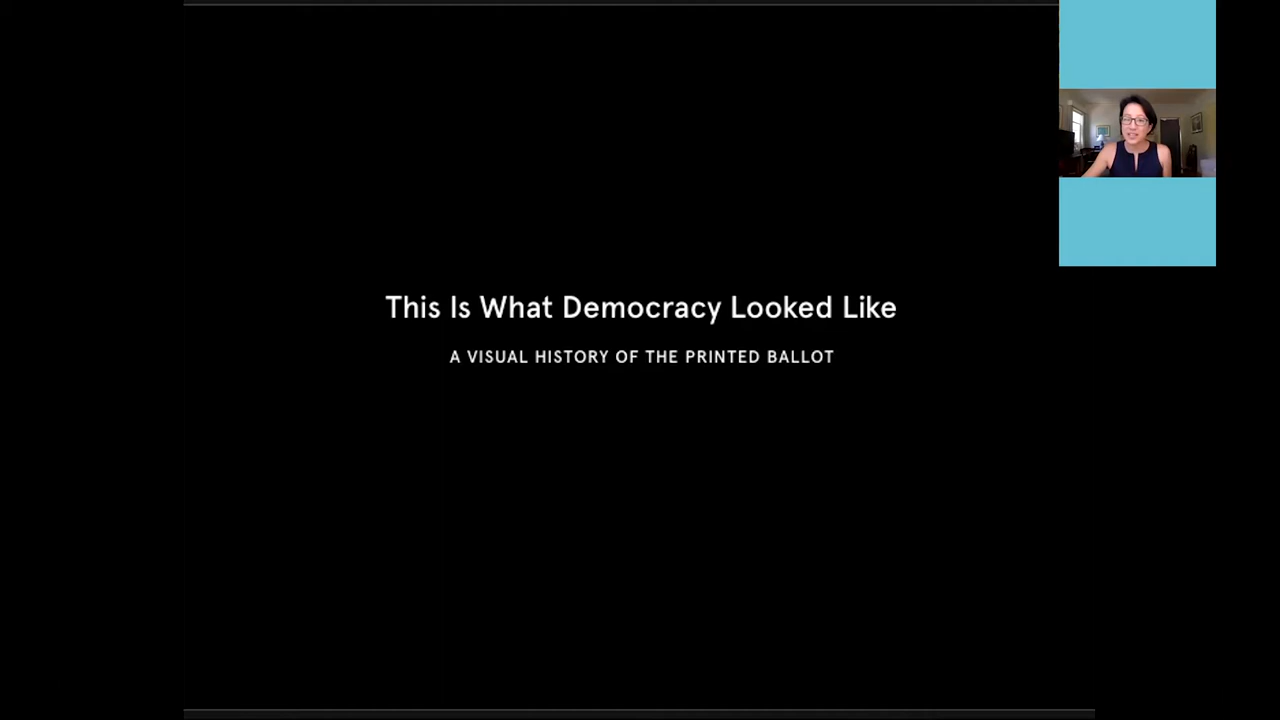 This Is What Democracy Looked Like
A VISUAL HISTORY OF THE PRINTED BALLOT